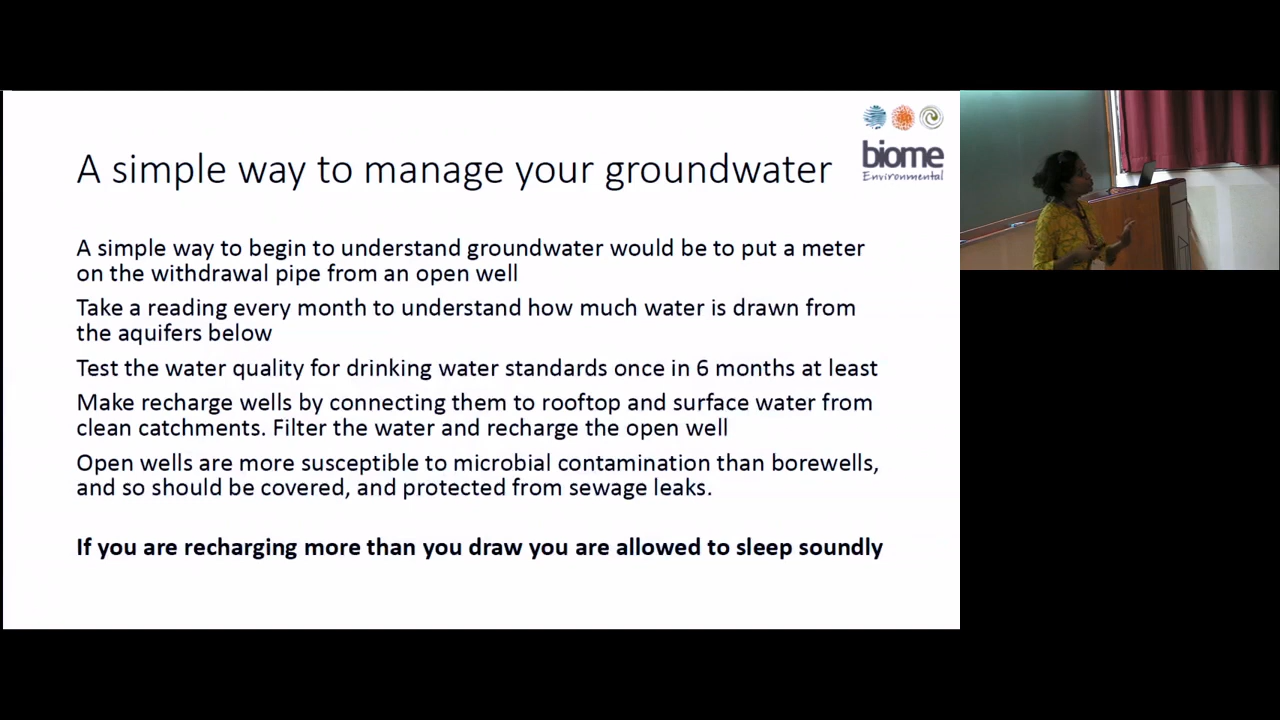 biome
Environmental
A simple way to manage your groundwater
A simple way to begin to understand groundwater would be to put a meter
on the withdrawal pipe from an open well
Take a reading every month to understand how much water is drawn from
the aquifers below
Test the water quality for drinking water standards once in 6 months at least
Make recharge wells by connecting them to rooftop and surface water from
clean catchments. Filter the water and recharge the open well
Open wells are more susceptible to microbial contamination than borewells,
and so should be covered, and protected from sewage leaks.
If you are recharging more than you draw you are allowed to sleep soundly